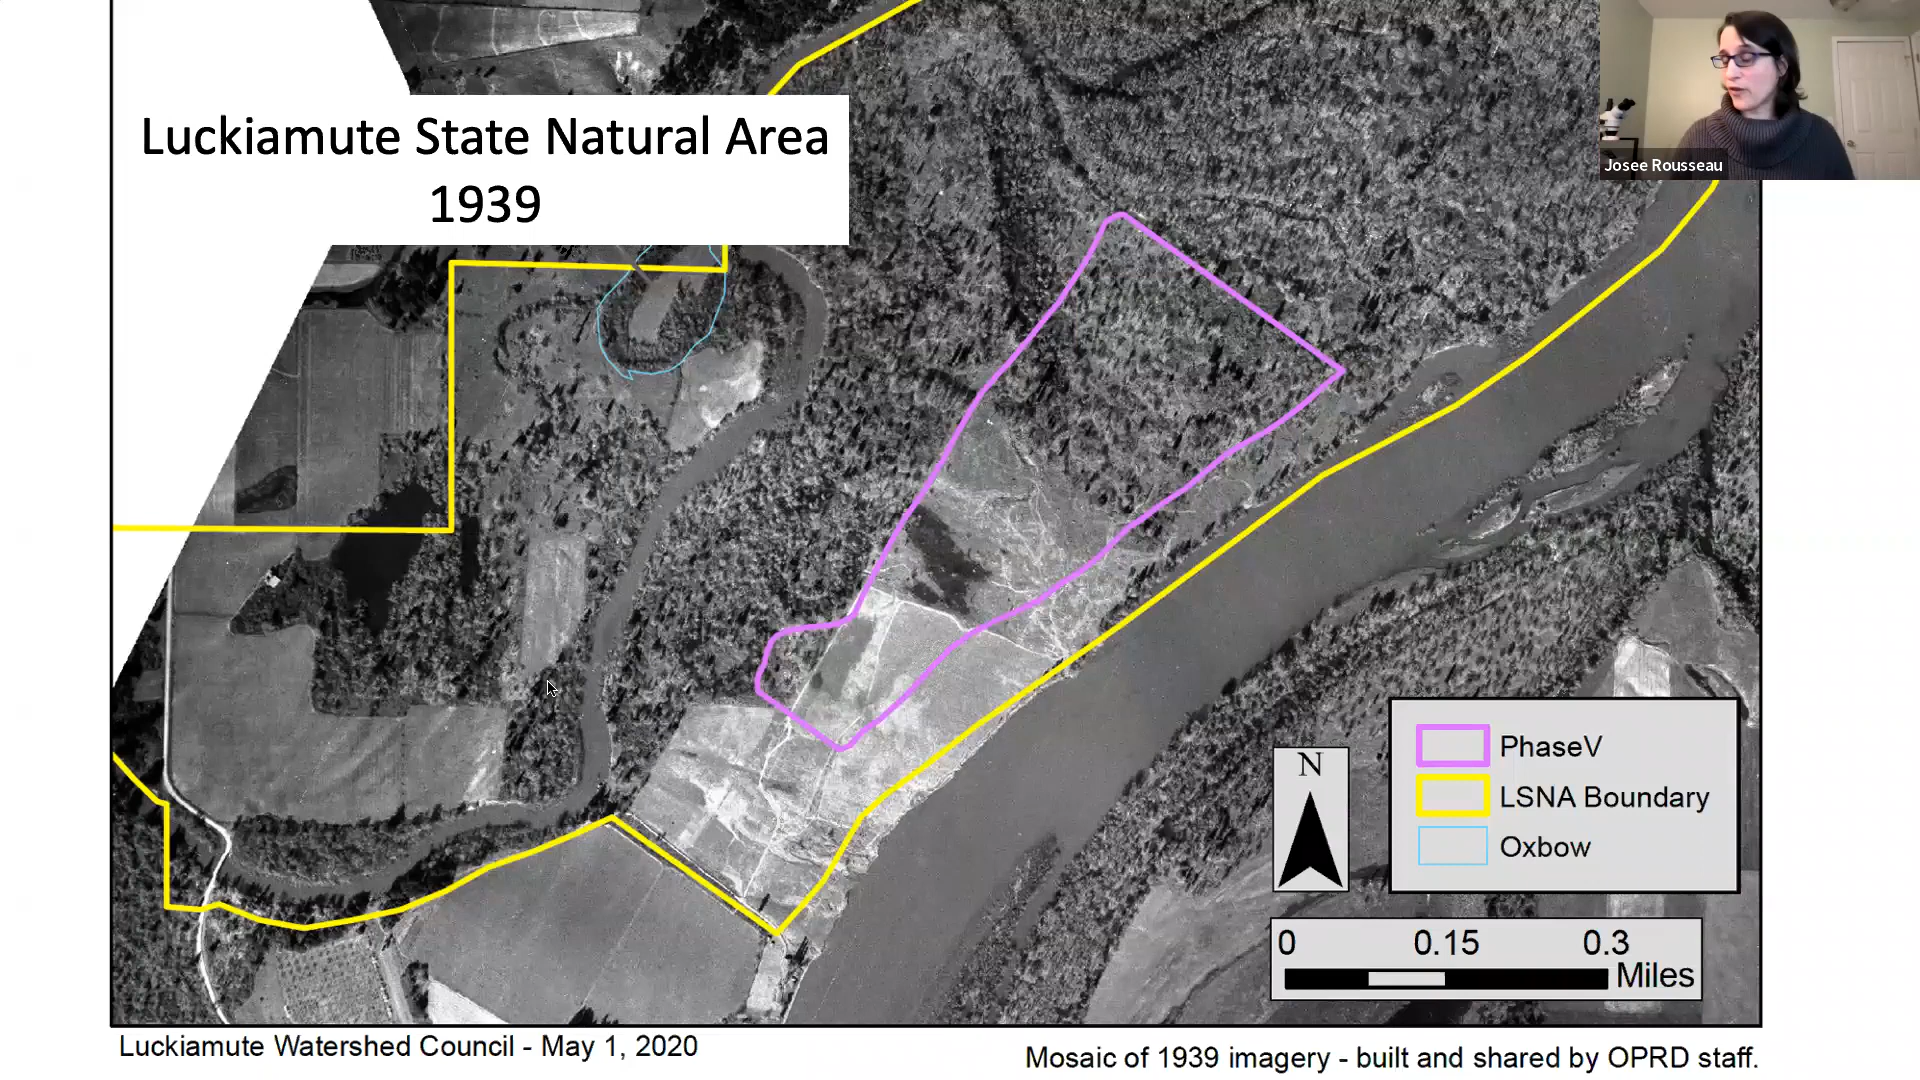 Luckiamute State Natural Area
1939
Josee Rousseau
N
PhaseV
LSNA Boundary
Oxbow
0 0.15 0.3
Miles
Luckiamute Watershed Council - May 1, 2020
Mosaic of 1939 imagery - built and shared by OPRD staff.